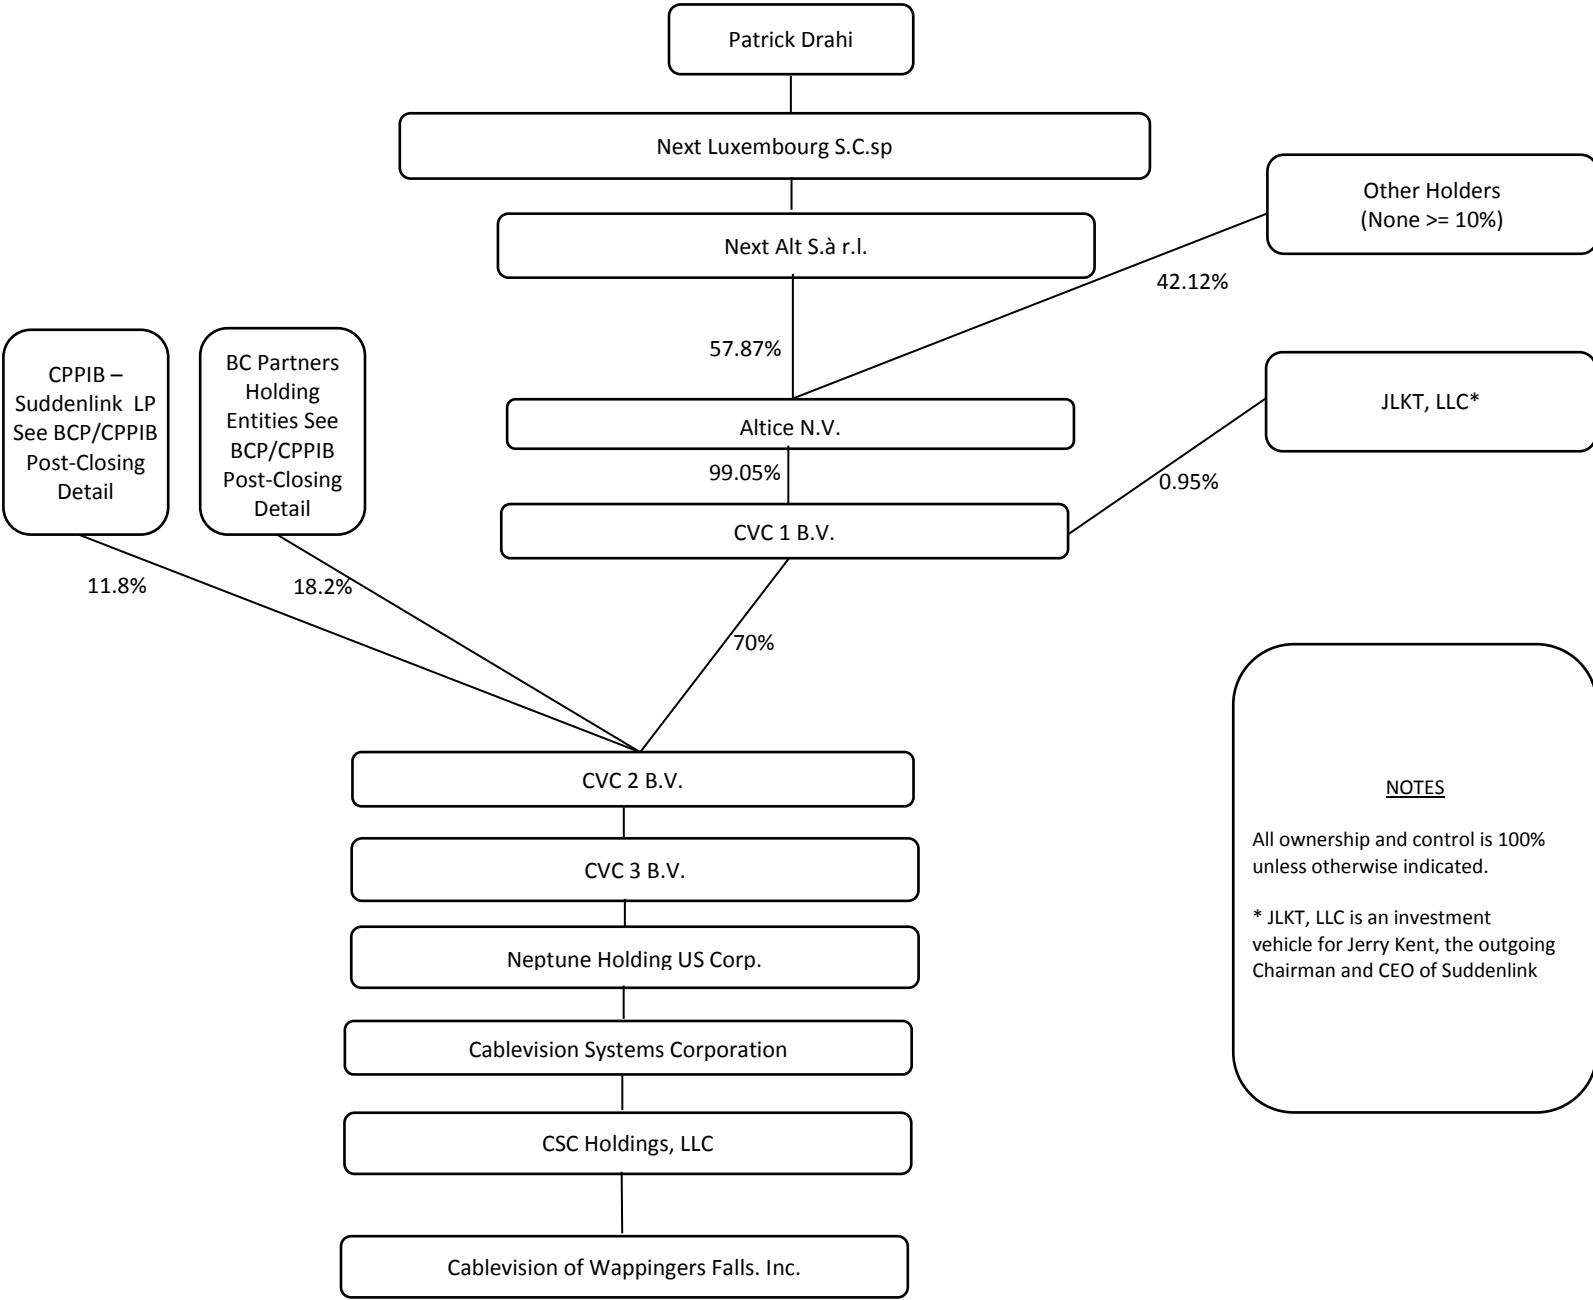 Patrick Drahi
Next Luxembourg S.C.sp
Other Holders
(None >= 10%)
Next Alt S.à r.l.
42.12%
57.87%
CPPIB –
Suddenlink LP
See BCP/CPPIB
Post-Closing
Detail
BC Partners
Holding
Entities See
BCP/CPPIB
Post-Closing
Detail
JLKT, LLC*
Altice N.V.
99.05%
0.95%
CVC 1 B.V.
11.8%
18.2%
70%
CVC 2 B.V.
CVC 3 B.V.
Neptune Holding US Corp.
Cablevision Systems Corporation
CSC Holdings, LLC
Cablevision of Wappingers Falls. Inc.
NOTES
All ownership and control is 100%
unless otherwise indicated.
* JLKT, LLC is an investment
vehicle for Jerry Kent, the outgoing
Chairman and CEO of Suddenlink